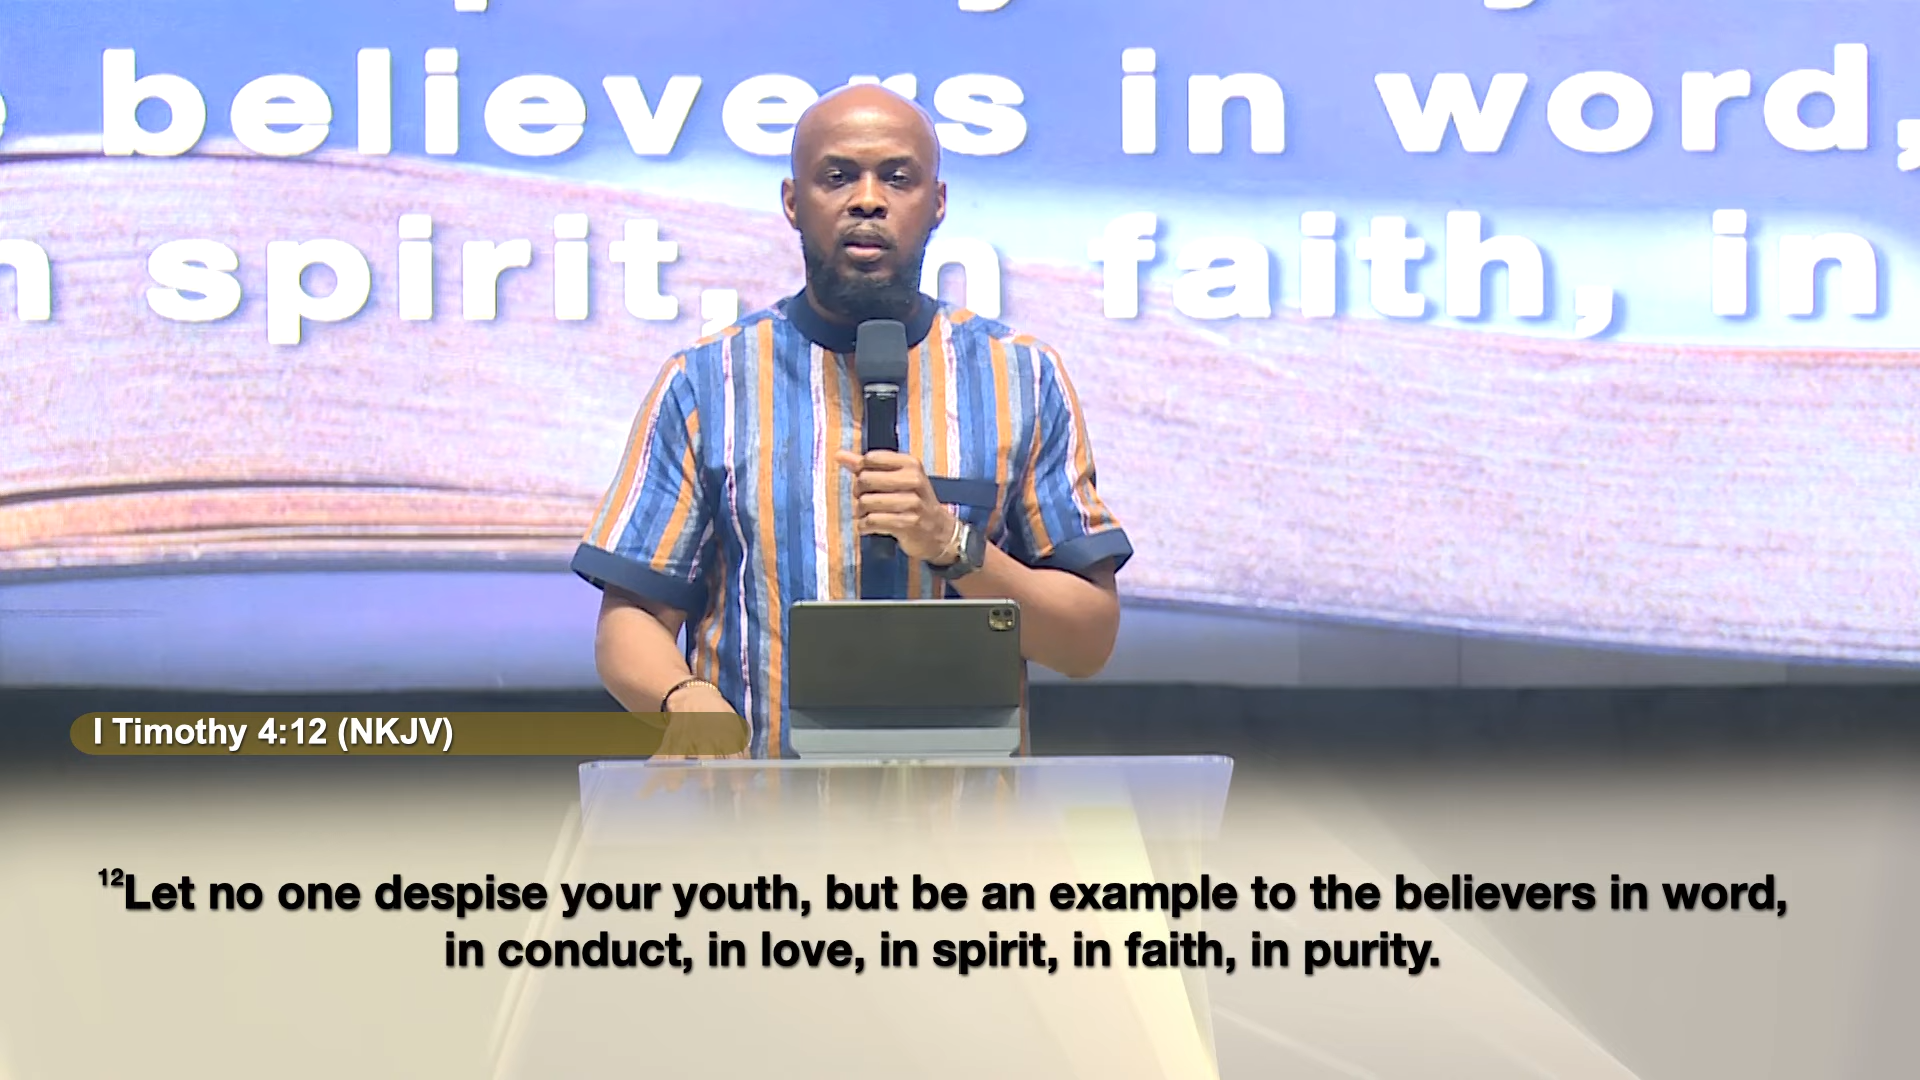 believers in word,
spirit, in faith, in
I Timothy 4:12 (NKJV)
12Let no one despise your youth, but be an example to the believers in word,
in conduct, in love, in spirit, in faith, in purity.